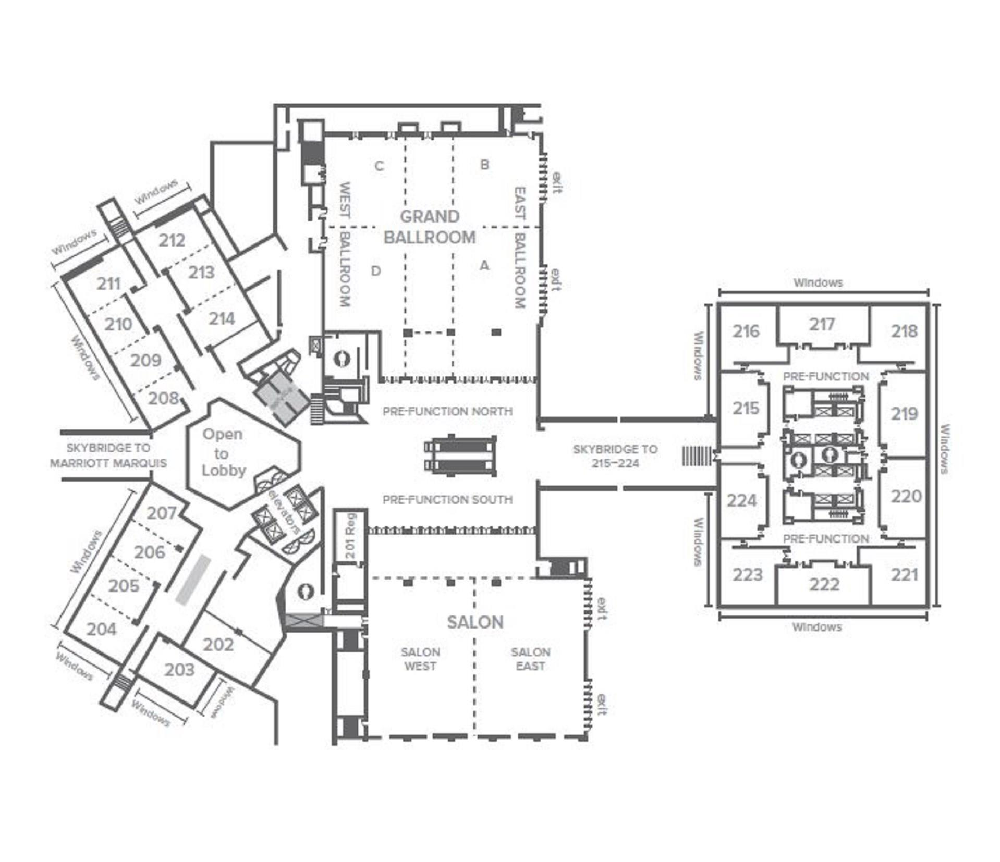 C
B
exit
WEST BALLROOM
EAST BALLROOM
GRAND
BALLROOM
D
A
exit
Windows
Windows
212
213
211
214
210
209
208
Windows
service
PRE-FUNCTION NORTH
Open
to
Lobby
SKYBRIDGE TO
MARRIOTT MARQUIS
SKYBRIDGE TO
215–224
PRE-FUNCTION SOUTH
elevators
201 Reg
207
206
205
204
Windows
Windows
202
203
Windows
Windows
SALON
SALON
WEST
SALON
EAST
exit
exit
Windows
216
217
218
Windows
PRE-FUNCTION
215
219
Windows
224
220
PRE-FUNCTION
Windows
223
222
221
Windows